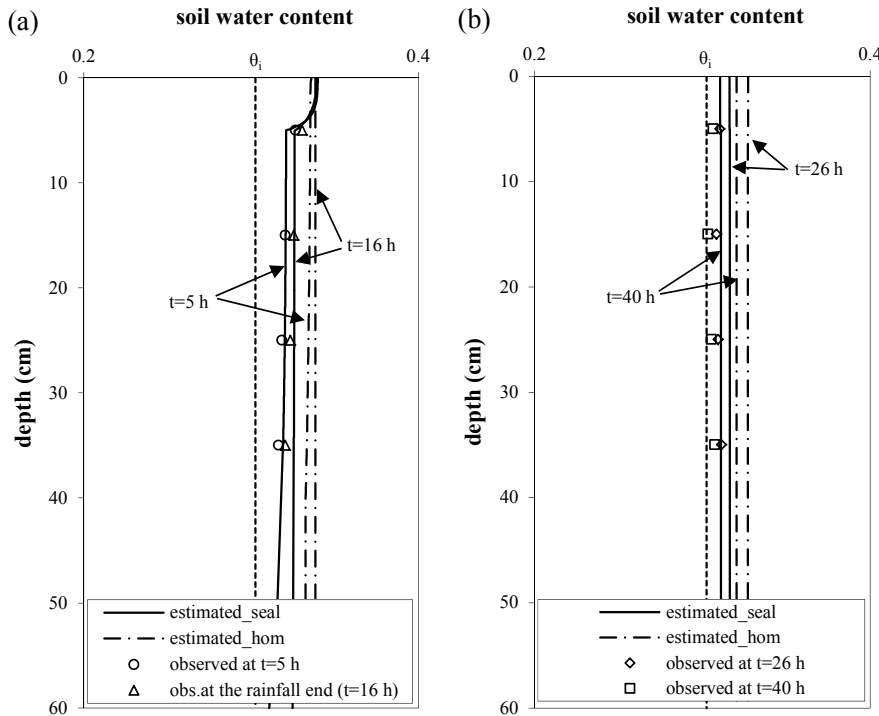 (a)
soil water content
0.2
θi
0.4
0
10
20
30
40
50
60
depth (cm)
t=16 h
t=5 h
estimated_seal
estimated_hom
observed at t=5 h
obs.at the rainfall end (t=16 h)
(b)
soil water content
0.2
θi
0.4
0
10
20
30
40
50
60
depth (cm)
t=26 h
t=40 h
estimated_seal
estimated_hom
observed at t=26 h
observed at t=40 h